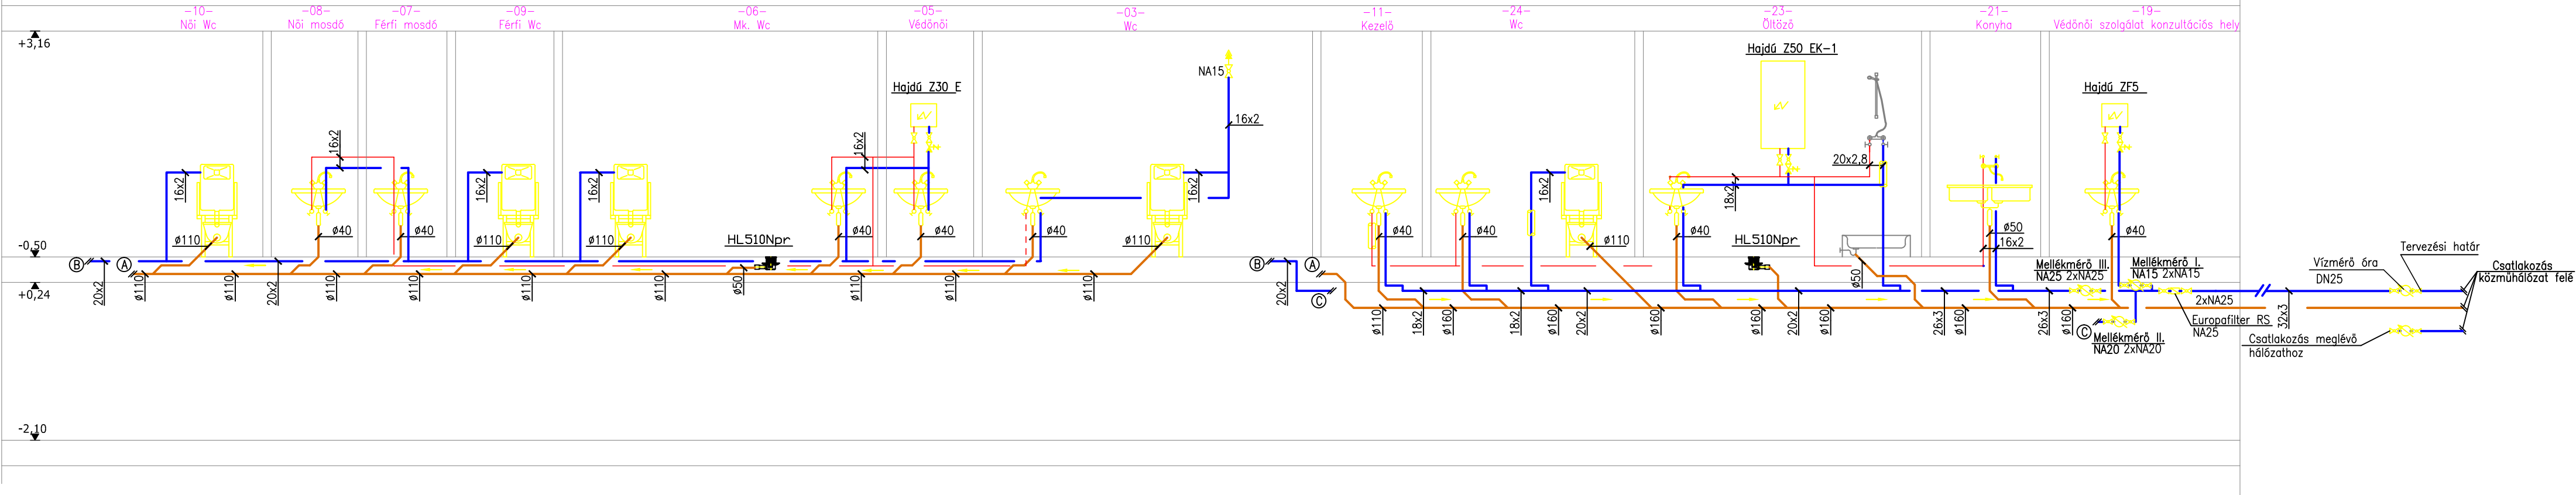 -10-
Női Wc
-08-
Női mosdó
-07-
Férfi mosdó
-09-
Férfi Wc
-06-
Mk. Wc
-05-
Védőnői
-03-
Wc
-11-
Kezelő
-24-
Wc
-23-
Öltöző
-21-
Konyha
-19-
Védőnői szolgálat konzultációs hely
+3,16
-0,50
+0,24
-2,10
Hajdú Z30 E
Hajdú Z50 EK-1
Hajdú ZF5
NA15
16x2
16x2
16x2
16x2
16x2
16x2
16x2
16x2
16x2
18x2
20x2,8
16x2
ø110
ø40
ø40
ø110
ø110
HL510Npr
ø40
ø40
ø40
ø110
ø40
ø40
ø110
ø40
HL510Npr
ø50
ø50
ø40
B
A
20x2
ø110
ø110
20x2
ø110
ø110
ø110
ø110
ø50
ø110
ø110
ø110
B
A
20x2
C
ø110
18x2
ø160
18x2
ø160
20x2
ø160
ø160
20x2
ø160
26x3
ø160
26x3
ø160
Mellékmérő III.
NA25 2xNA25
Mellékmérő I.
NA15 2xNA15
2xNA25
Europafilter RS
NA25
C
Mellékmérő II.
NA20 2xNA20
32x3
Vízmérő óra
DN25
Tervezési határ
Csatlakozás
közműhálózat felé
Csatlakozás meglévő
hálózathoz